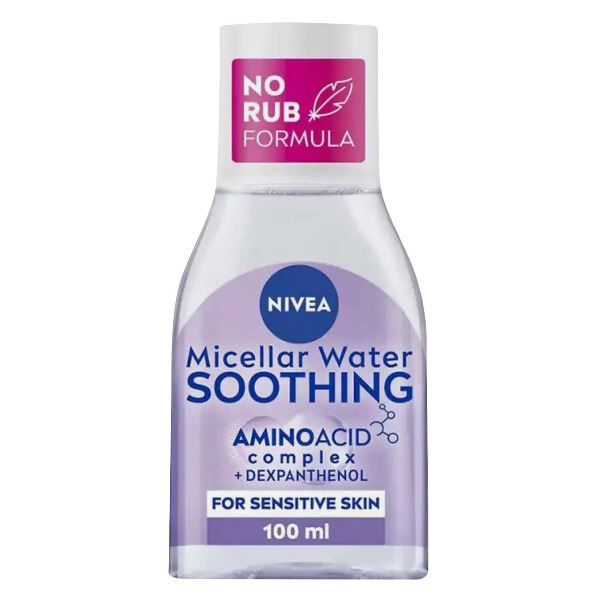 NO
RUB
FORMULA
NIVEA
Micellar Water
SOOTHING
AMINOACID
complex
+ DEXPANTHENOL
FOR SENSITIVE SKIN
100 ml